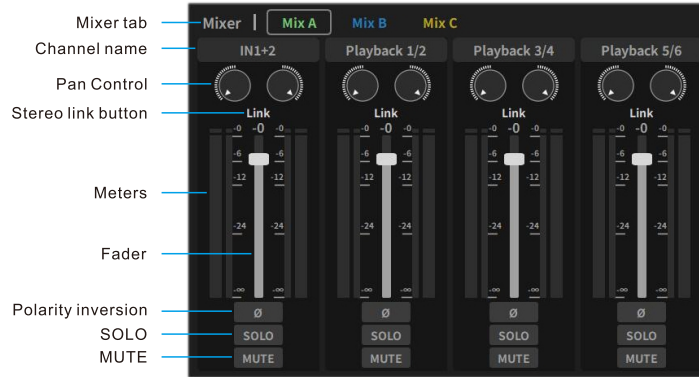 Mixer tab
Mixer | Mix A Mix B Mix C
Channel name
IN1+2 Playback 1/2 Playback 3/4 Playback 5/6
Pan Control
Stereo link button
Link Link Link Link
-0 -0 -0 -0 -0 -0 -0 -0 -0 -0 -0 -0
-6 -6 -6 -6 -6 -6 -6 -6
-12 -12 -12 -12 -12 -12 -12 -12
Meters
-24 -24 -24 -24 -24 -24 -24 -24
Fader
-∞ -∞ -∞ -∞ -∞ -∞ -∞ -∞
Polarity inversion
Ø Ø Ø Ø
SOLO
SOLO SOLO SOLO SOLO
MUTE
MUTE MUTE MUTE MUTE